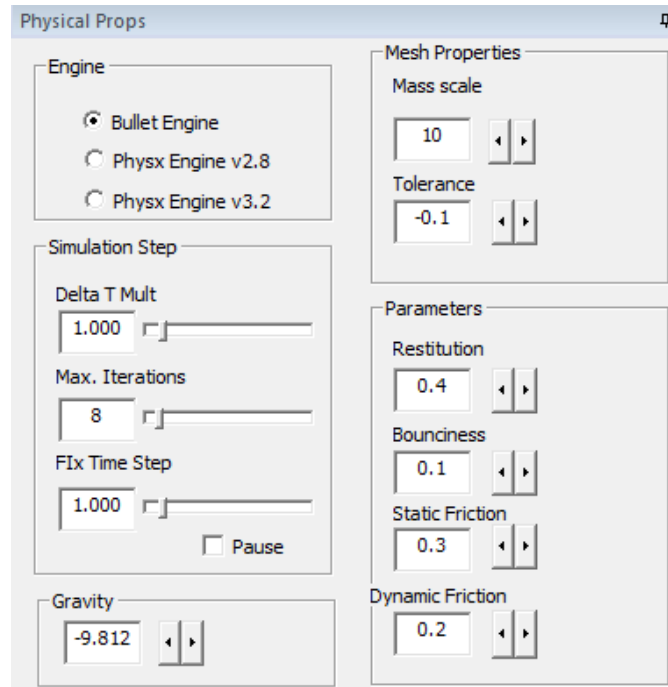 Physical Props
Engine
Bullet Engine
Physx Engine v2.8
Physx Engine v3.2
Simulation Step
Delta T Mult
1.000
Max. Iterations
8
FIx Time Step
1.000
Pause
Gravity
-9.812
Mesh Properties
Mass scale
10
Tolerance
-0.1
Parameters
Restitution
0.4
Bounciness
0.1
Static Friction
0.3
Dynamic Friction
0.2